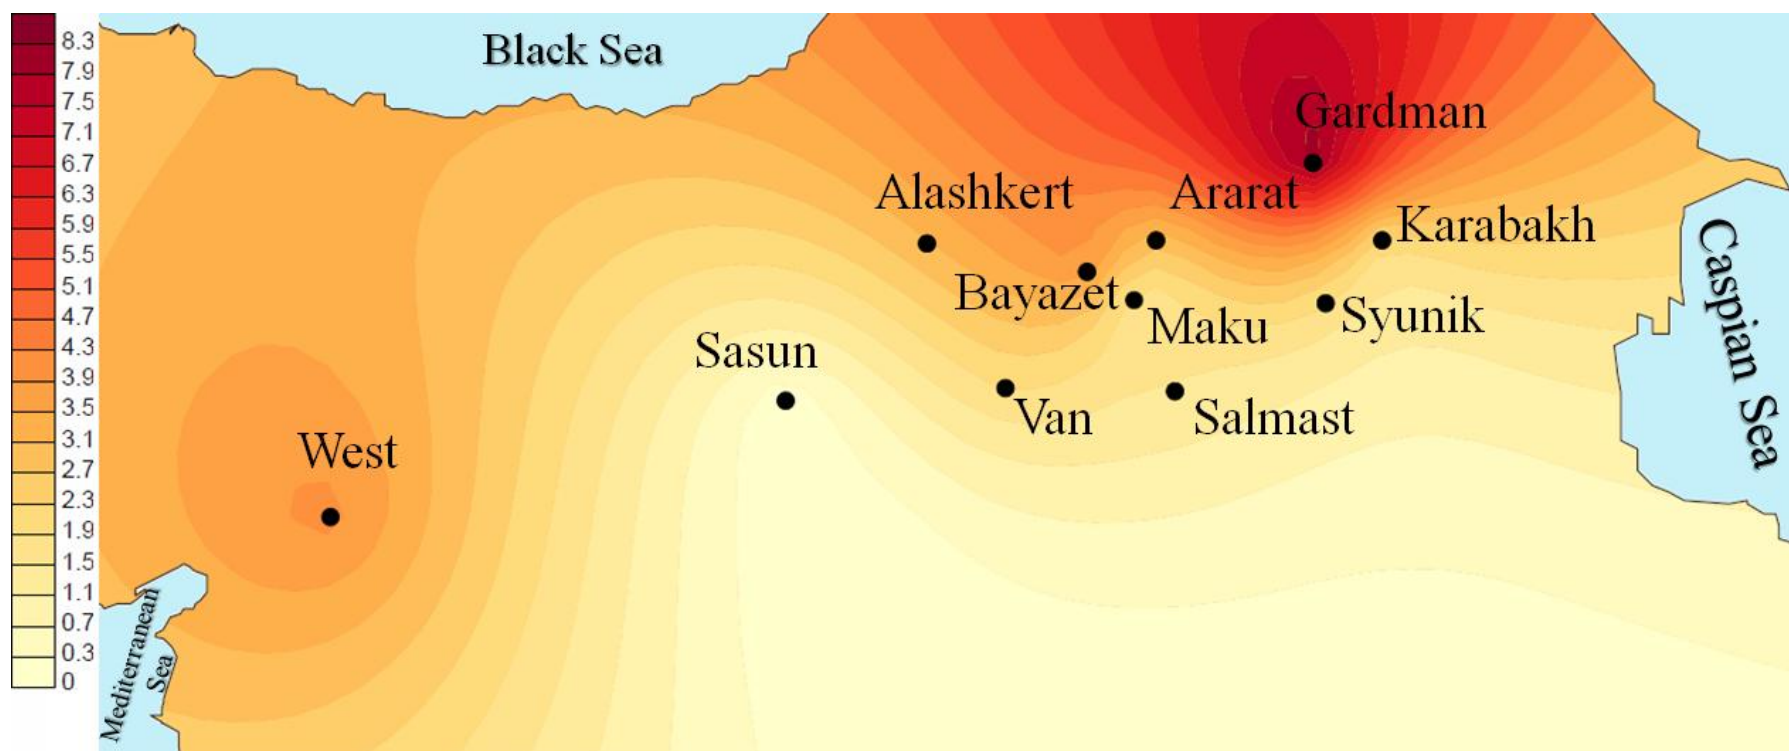 8.3
7.9
7.5
7.1
6.7
6.3
5.9
5.5
5.1
4.7
4.3
3.9
3.5
3.1
2.7
2.3
1.9
1.5
1.1
0.7
0.3
0
Black Sea
Gardman
Alashkert
Ararat
Karabakh
Bayazet
Maku
Syunik
Sasun
Van
Salmast
West
Caspian Sea
Mediterranean
Sea